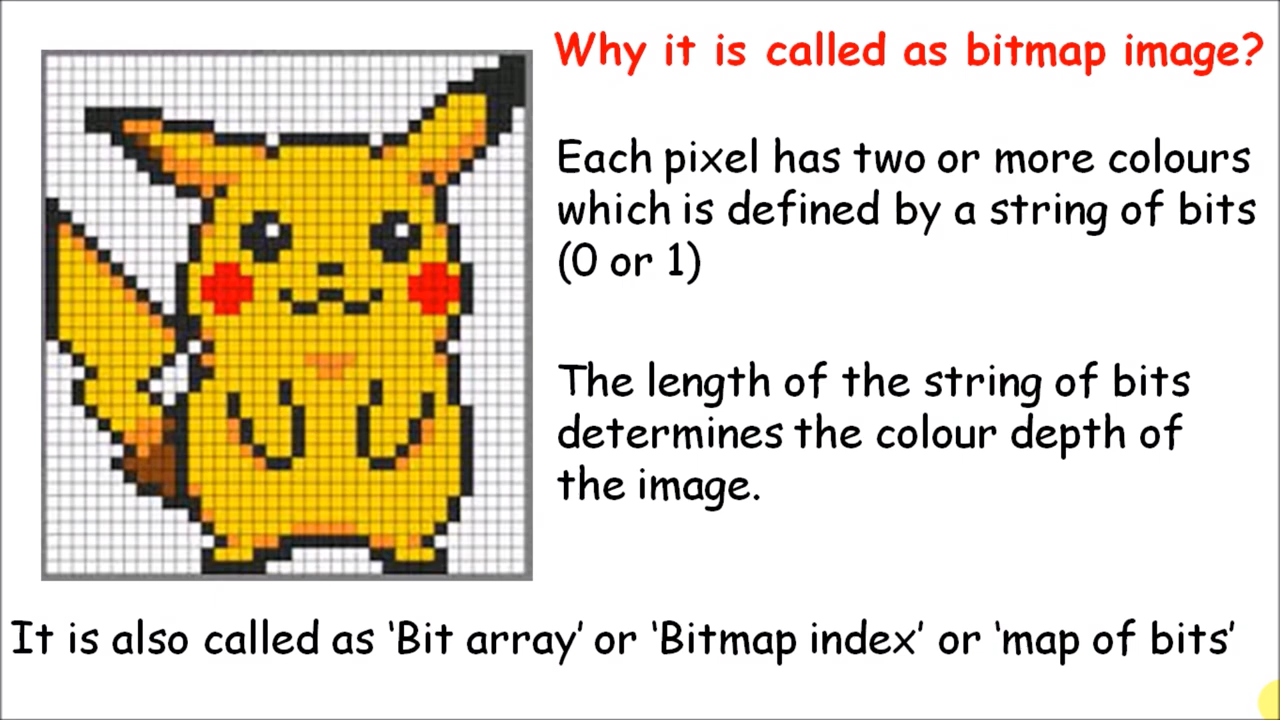 Why it is called as bitmap image?
Each pixel has two or more colours
which is defined by a string of bits
(0 or 1)
The length of the string of bits
determines the colour depth of
the image.
It is also called as ‘Bit array’ or ‘Bitmap index’ or ‘map of bits’